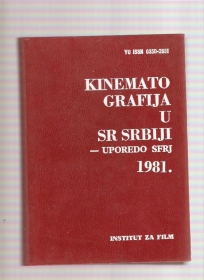 YU ISSN 0350-2651
KINEMATO
GRAFIJA
U
SR SRBIJI
— UPOREDO SFRJ
1981.
INSTITUT ZA FILM